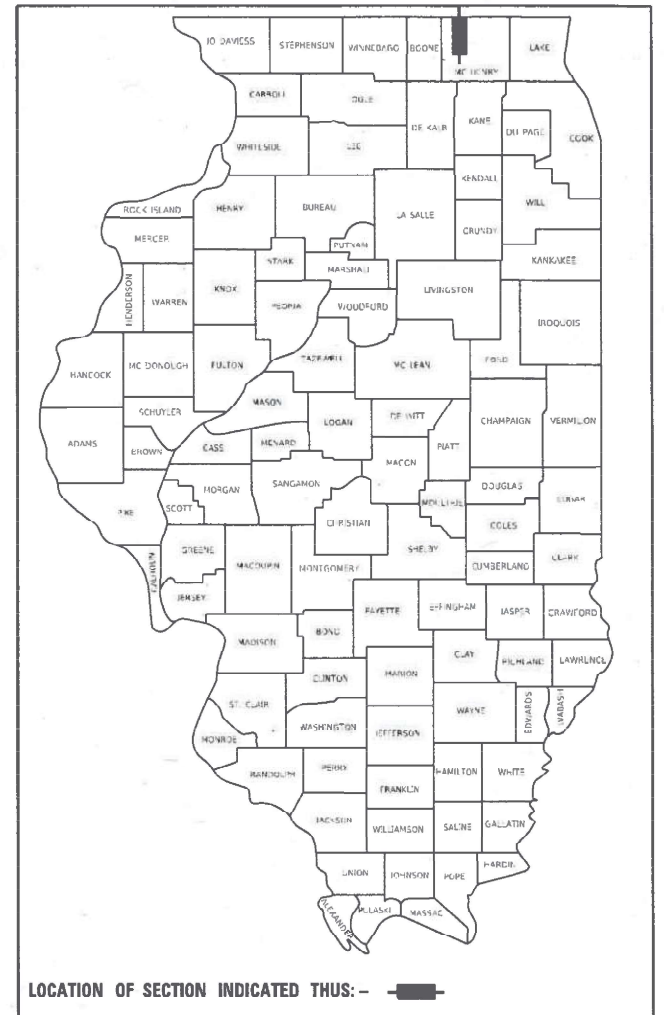 JO DAVIESS STEPHENSON WINNEBAGO BOONE MC HENRY LAKE
CARROLL OGLE DE KALB KANE DU PAGE COOK
WHITESIDE LEE KENDALL
ROCK ISLAND HENRY BUREAU LA SALLE WILL
MERCER PUTNAM GRUNDY
STARK MARSHALL KANKAKEE
HENDERSON WARREN KNOX PEORIA WOODFORD LIVINGSTON IROQUOIS
HANCOCK MC DONOUGH FULTON TAZEWELL MC LEAN FORD
SCHUYLER MASON LOGAN DE WITT CHAMPAIGN VERMILION
ADAMS BROWN CASS MENARD PIATT
MACON
PIKE SCOTT MORGAN SANGAMON MOULTRIE DOUGLAS EDGAR
CHRISTIAN COLES
CALHOUN GREENE MACOUPIN MONTGOMERY SHELBY CUMBERLAND CLARK
JERSEY FAYETTE EFFINGHAM JASPER CRAWFORD
MADISON BOND
CLINTON MARION CLAY RICHLAND LAWRENCE
ST. CLAIR WAYNE EDWARDS WABASH
MONROE WASHINGTON JEFFERSON
RANDOLPH PERRY HAMILTON WHITE
FRANKLIN
JACKSON WILLIAMSON SALINE GALLATIN
UNION JOHNSON POPE HARDIN
ALEXANDER PULASKI MASSAC
LOCATION OF SECTION INDICATED THUS: –